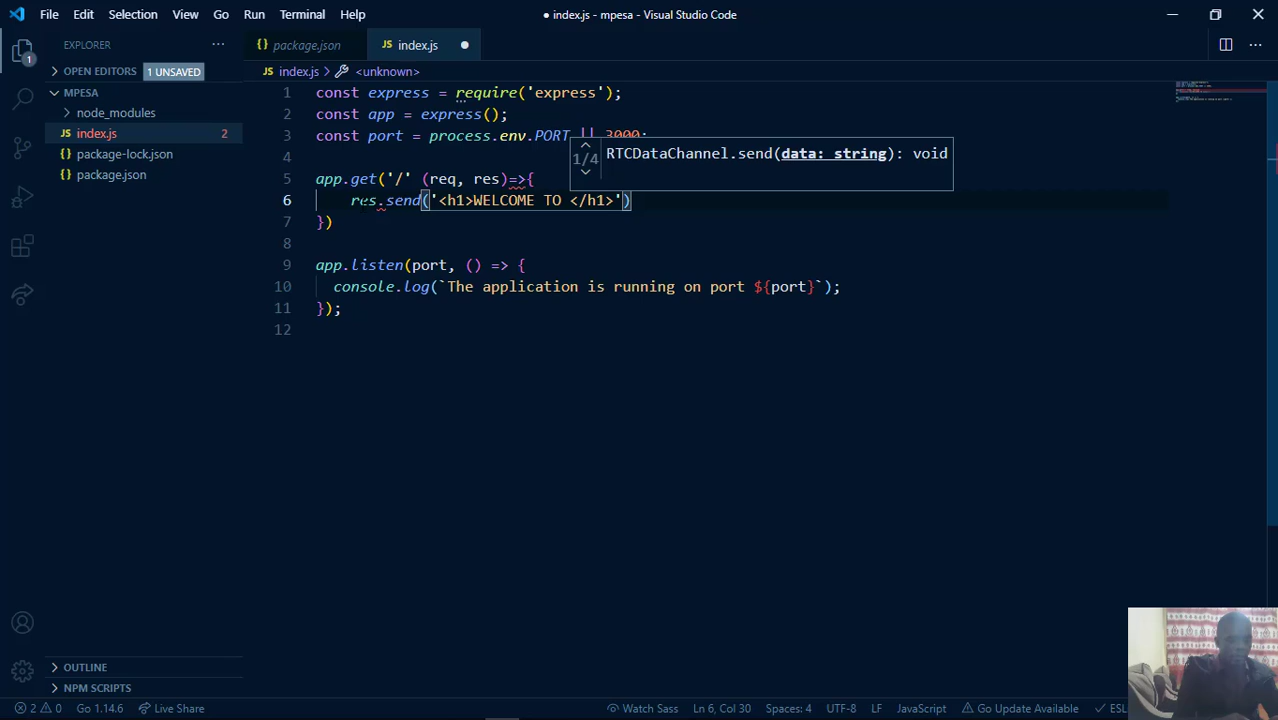 File Edit Selection View Go Run Terminal Help
● index.js - mpesa - Visual Studio Code
EXPLORER
package.json
index.js
OPEN EDITORS 1 UNSAVED
JS index.js > <unknown>
MPESA
node_modules
JS index.js 2
{} package-lock.json
{} package.json
1 const express = require('express');
2 const app = express();
3 const port = process.env.PORT || 3000;
1/4 RTCDataChannel.send(data: string): void
4
5 app.get('/' (req, res)=>{
6 res.send('<h1>WELCOME TO </h1>')
7 })
8
9 app.listen(port, () => {
10 console.log(`The application is running on port ${port}`);
11 });
12
OUTLINE
NPM SCRIPTS
2 0 Go 1.14.6 Live Share
Watch Sass Ln 6, Col 30 Spaces: 4 UTF-8 LF JavaScript Go Update Available